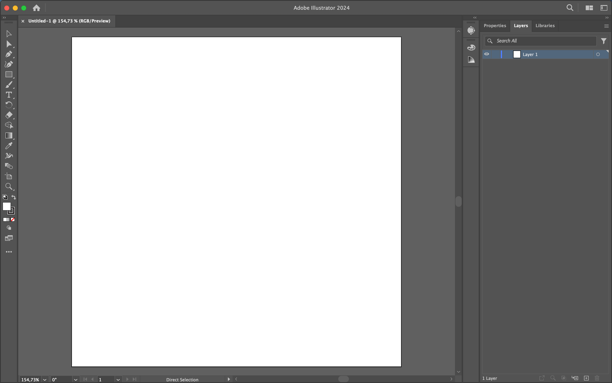 Adobe Illustrator 2024
× Untitled-1 @ 154,73 % (RGB/Preview)
Properties Layers Libraries
Search All
Layer 1
1 Layer
154,73% 0° 1 Direct Selection